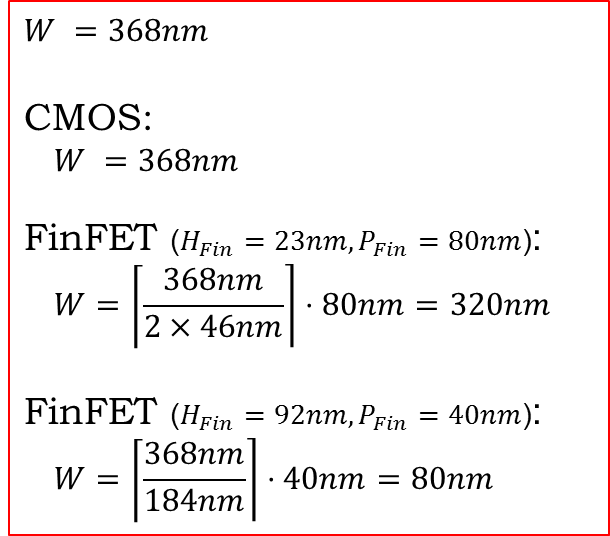 W = 368nm
CMOS:
W = 368nm
FinFET (H_Fin = 23nm, P_Fin = 80nm):
W = ⌈368nm / 2 × 46nm⌉ · 80nm = 320nm
FinFET (H_Fin = 92nm, P_Fin = 40nm):
W = ⌈368nm / 184nm⌉ · 40nm = 80nm